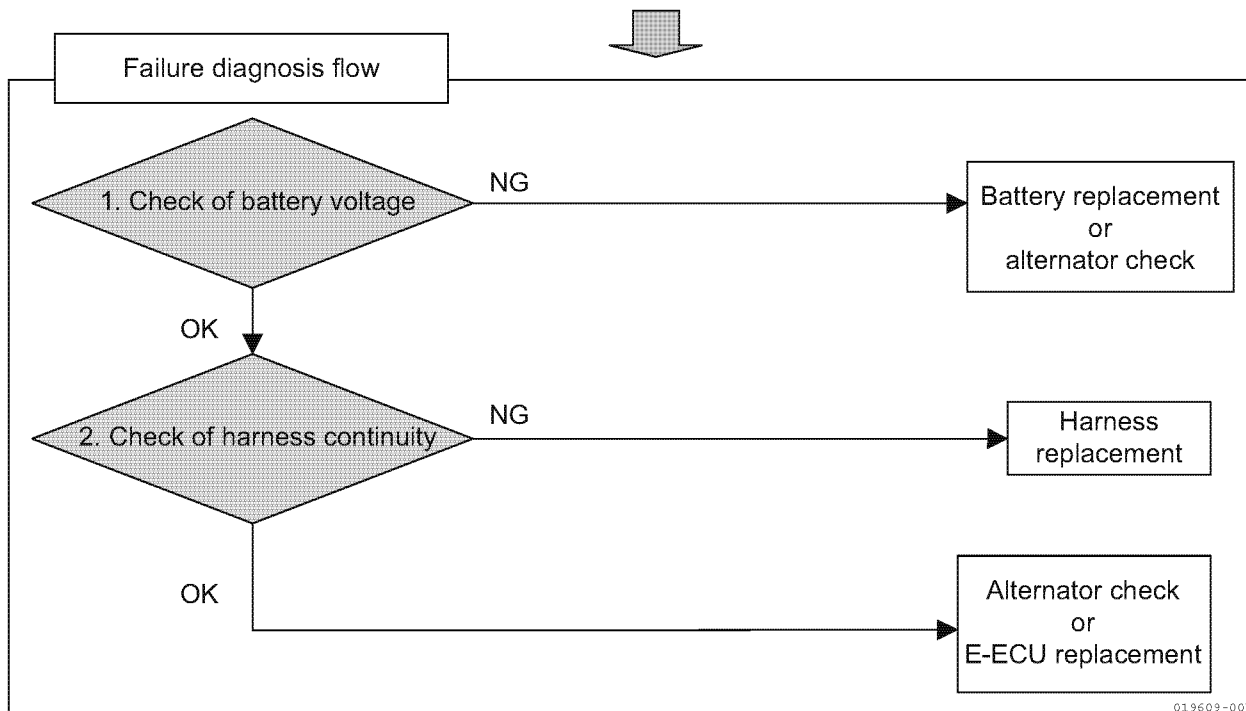 Failure diagnosis flow
1. Check of battery voltage
NG
Battery replacement
or
alternator check
OK
2. Check of harness continuity
NG
Harness
replacement
OK
Alternator check
or
E-ECU replacement
019609-00